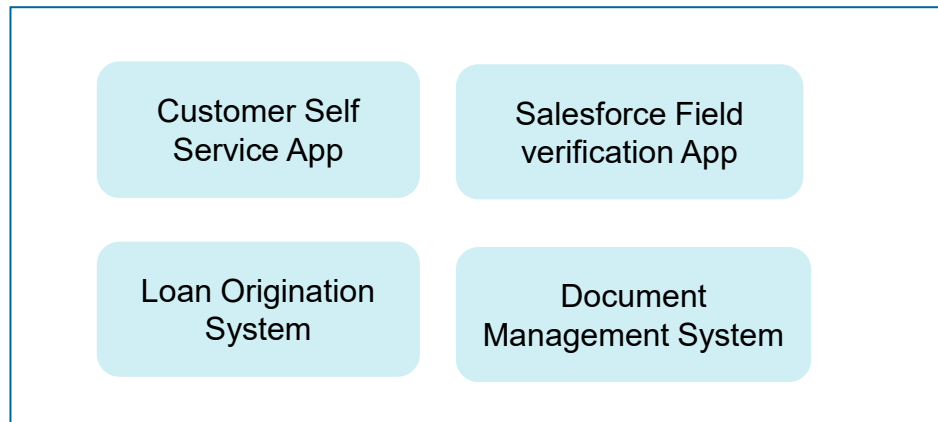 Customer Self
Service App
Salesforce Field
verification App
Loan Origination
System
Document
Management System